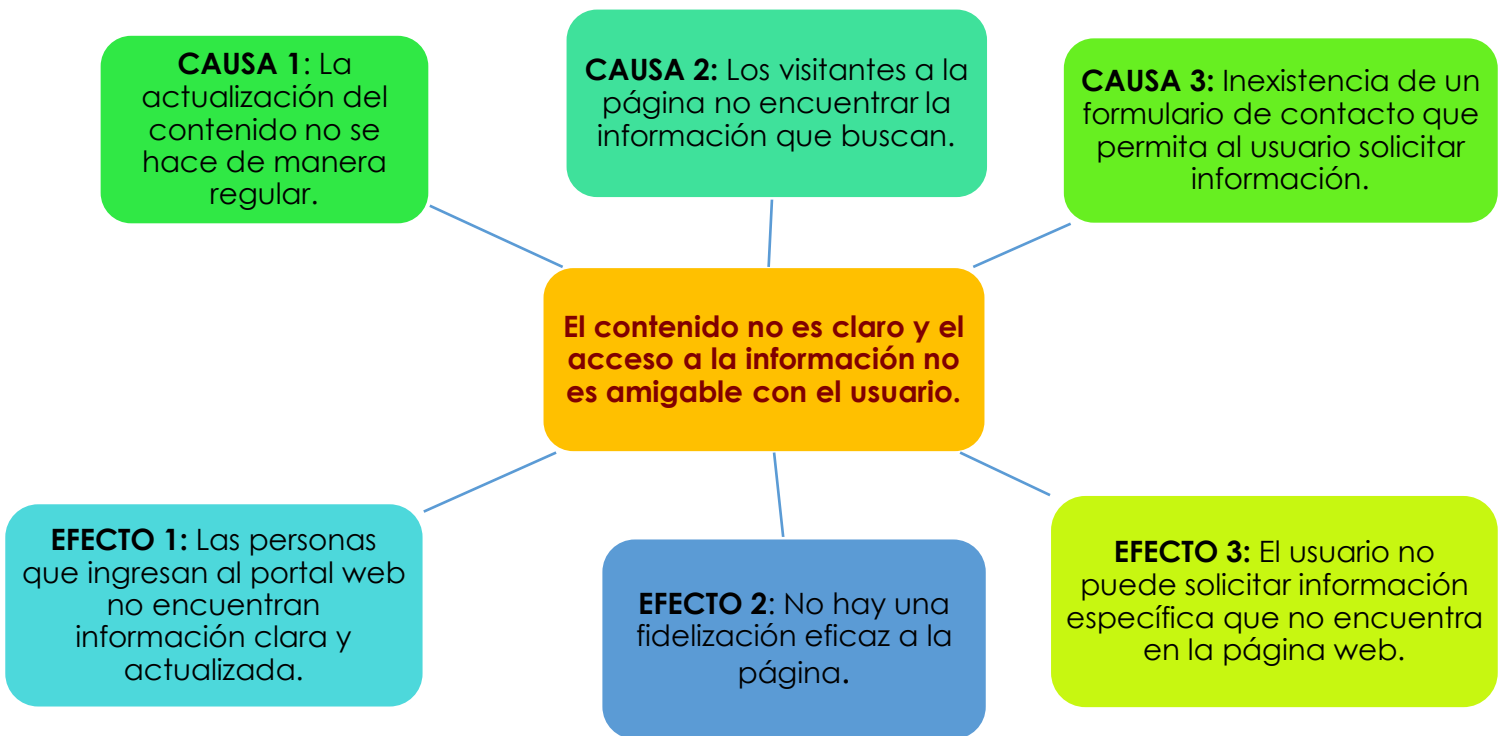 CAUSA 1: La
actualización del
contenido no se
hace de manera
regular.
CAUSA 2: Los visitantes a la
página no encuentrar la
información que buscan.
CAUSA 3: Inexistencia de un
formulario de contacto que
permita al usuario solicitar
información.
El contenido no es claro y el
acceso a la información no
es amigable con el usuario.
EFECTO 1: Las personas
que ingresan al portal web
no encuentran
información clara y
actualizada.
EFECTO 2: No hay una
fidelización eficaz a la
página.
EFECTO 3: El usuario no
puede solicitar información
específica que no encuentra
en la página web.